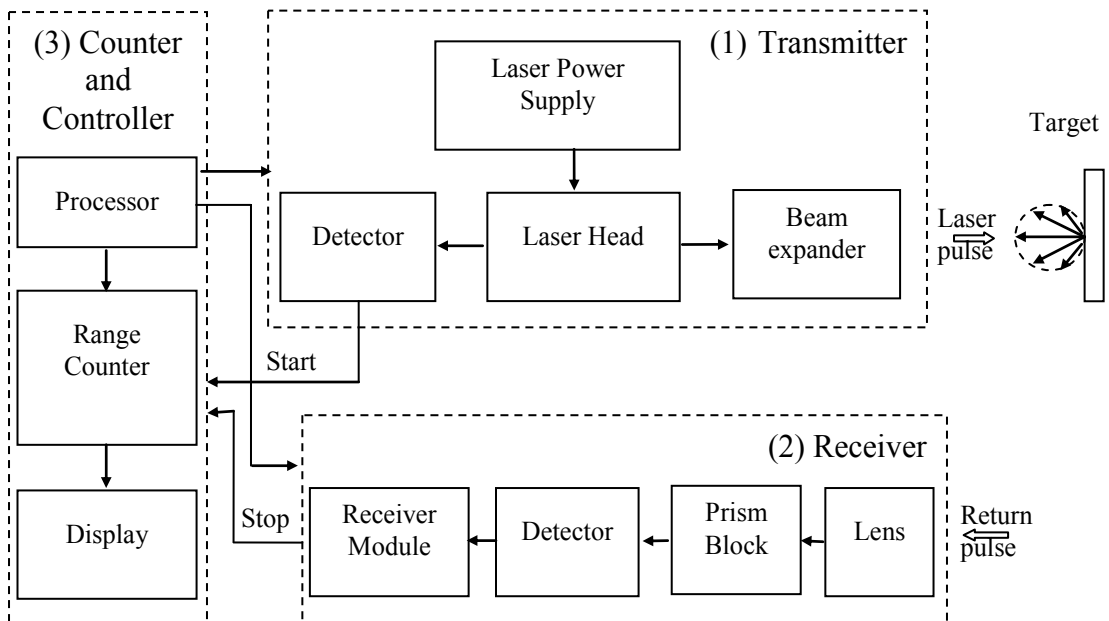 (3) Counter
and
Controller
Processor
Range
Counter
Display
(1) Transmitter
Laser Power
Supply
Detector
Laser Head
Beam
expander
Laser
pulse
Target
Start
Stop
(2) Receiver
Receiver
Module
Detector
Prism
Block
Lens
Return
pulse